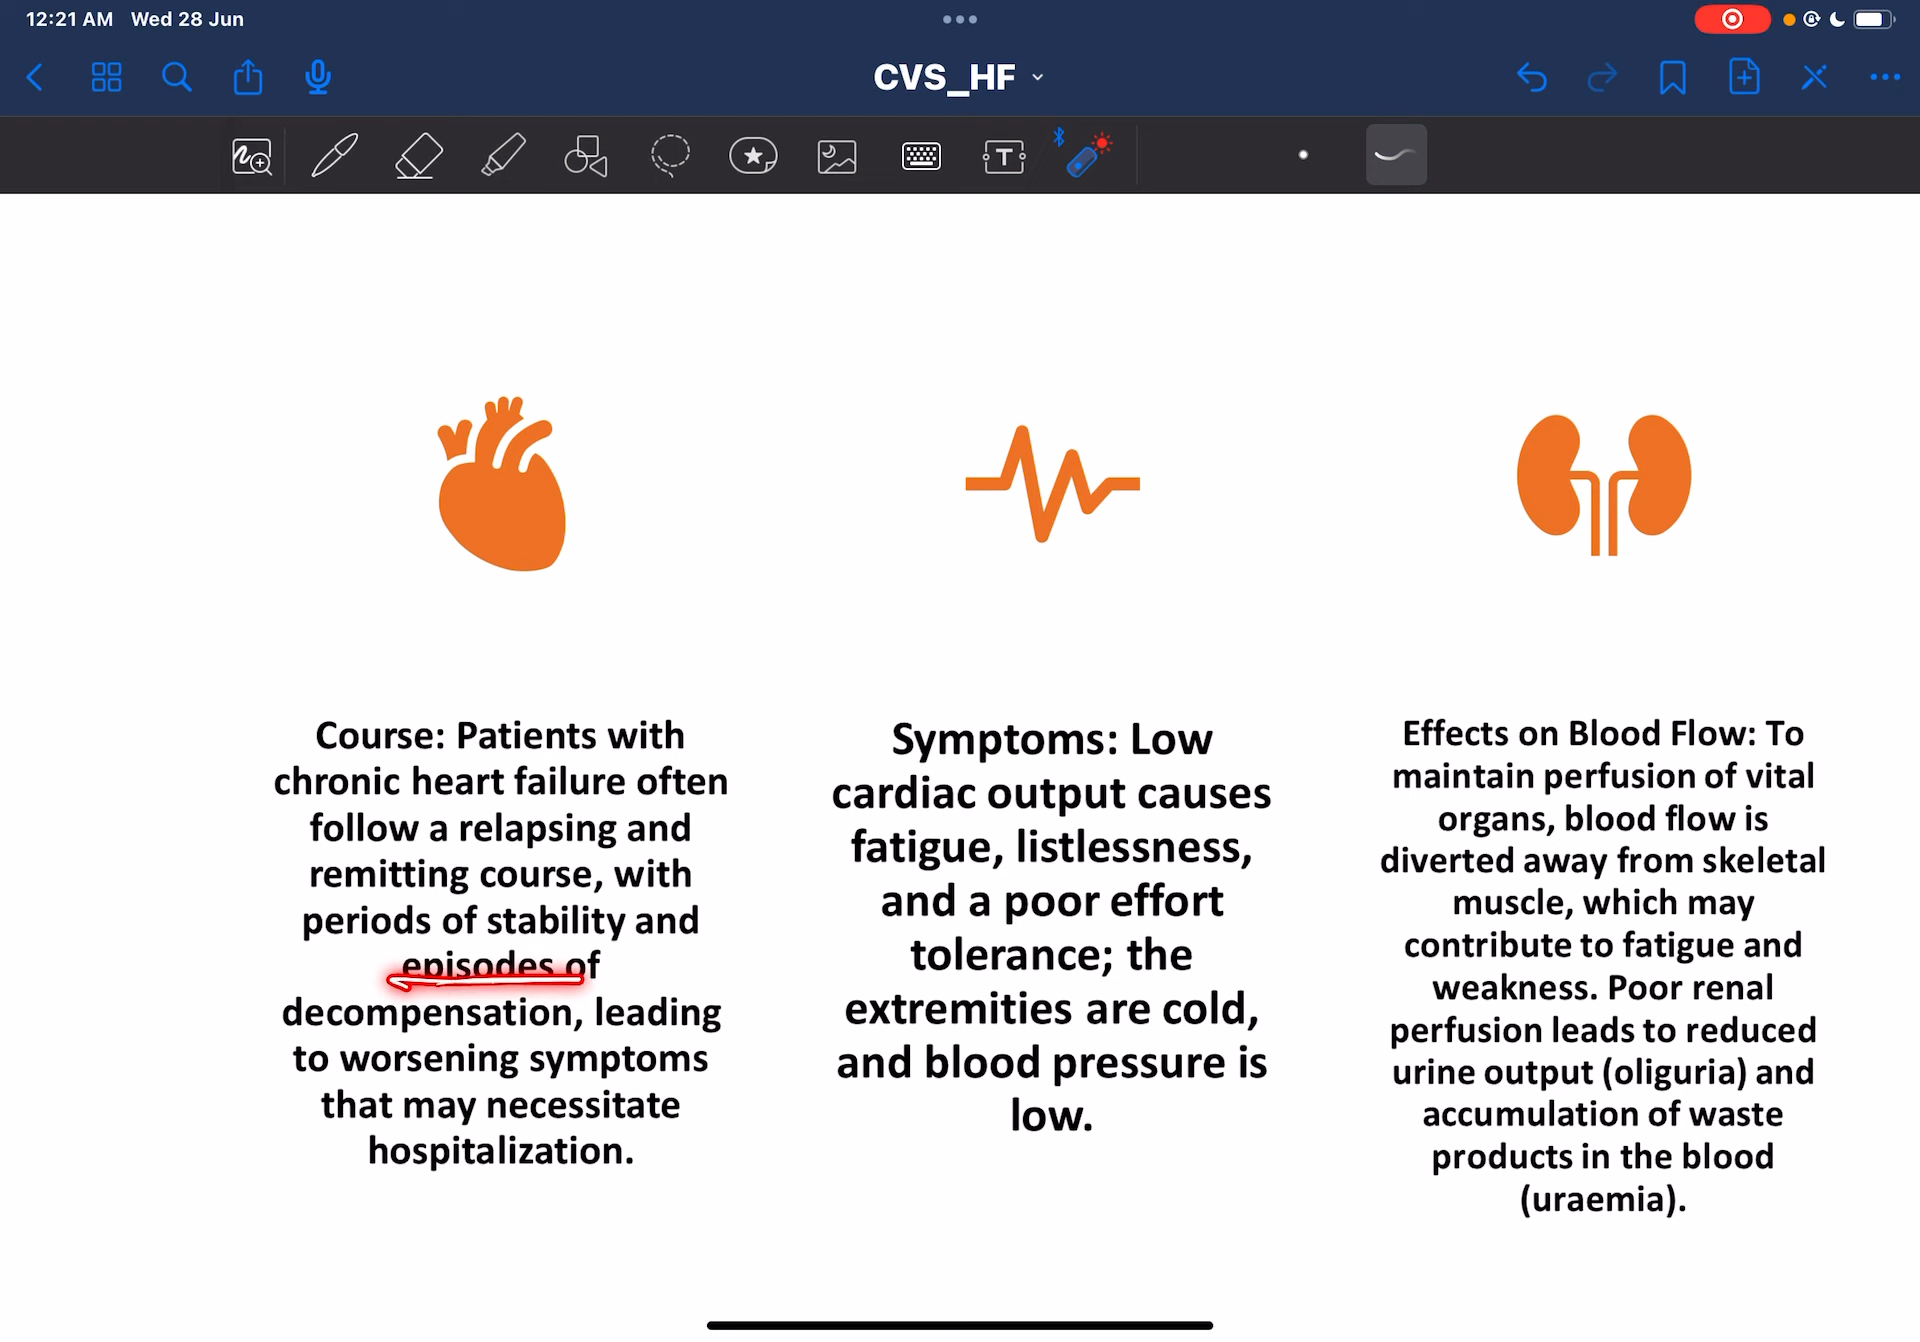 12:21 AM Wed 28 Jun
CVS_HF
T
Course: Patients with
chronic heart failure often
follow a relapsing and
remitting course, with
periods of stability and
episodes of
decompensation, leading
to worsening symptoms
that may necessitate
hospitalization.
Symptoms: Low
cardiac output causes
fatigue, listlessness,
and a poor effort
tolerance; the
extremities are cold,
and blood pressure is
low.
Effects on Blood Flow: To
maintain perfusion of vital
organs, blood flow is
diverted away from skeletal
muscle, which may
contribute to fatigue and
weakness. Poor renal
perfusion leads to reduced
urine output (oliguria) and
accumulation of waste
products in the blood
(uraemia).